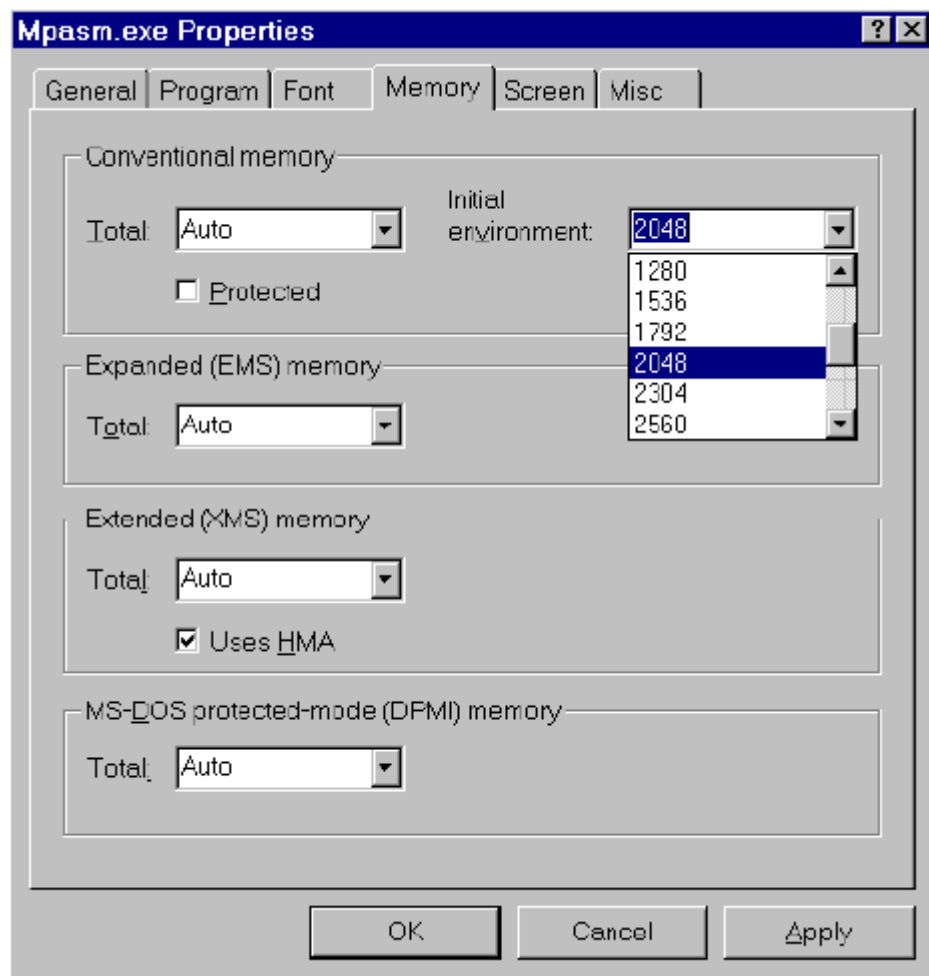 Mpasm.exe Properties
General Program Font Memory Screen Misc
Conventional memory
Total: Auto
Initial
environment: 2048
Protected
1280
1536
1792
2048
2304
2560
Expanded (EMS) memory
Total: Auto
Extended (XMS) memory
Total: Auto
Uses HMA
MS-DOS protected-mode (DPMI) memory
Total: Auto
OK Cancel Apply